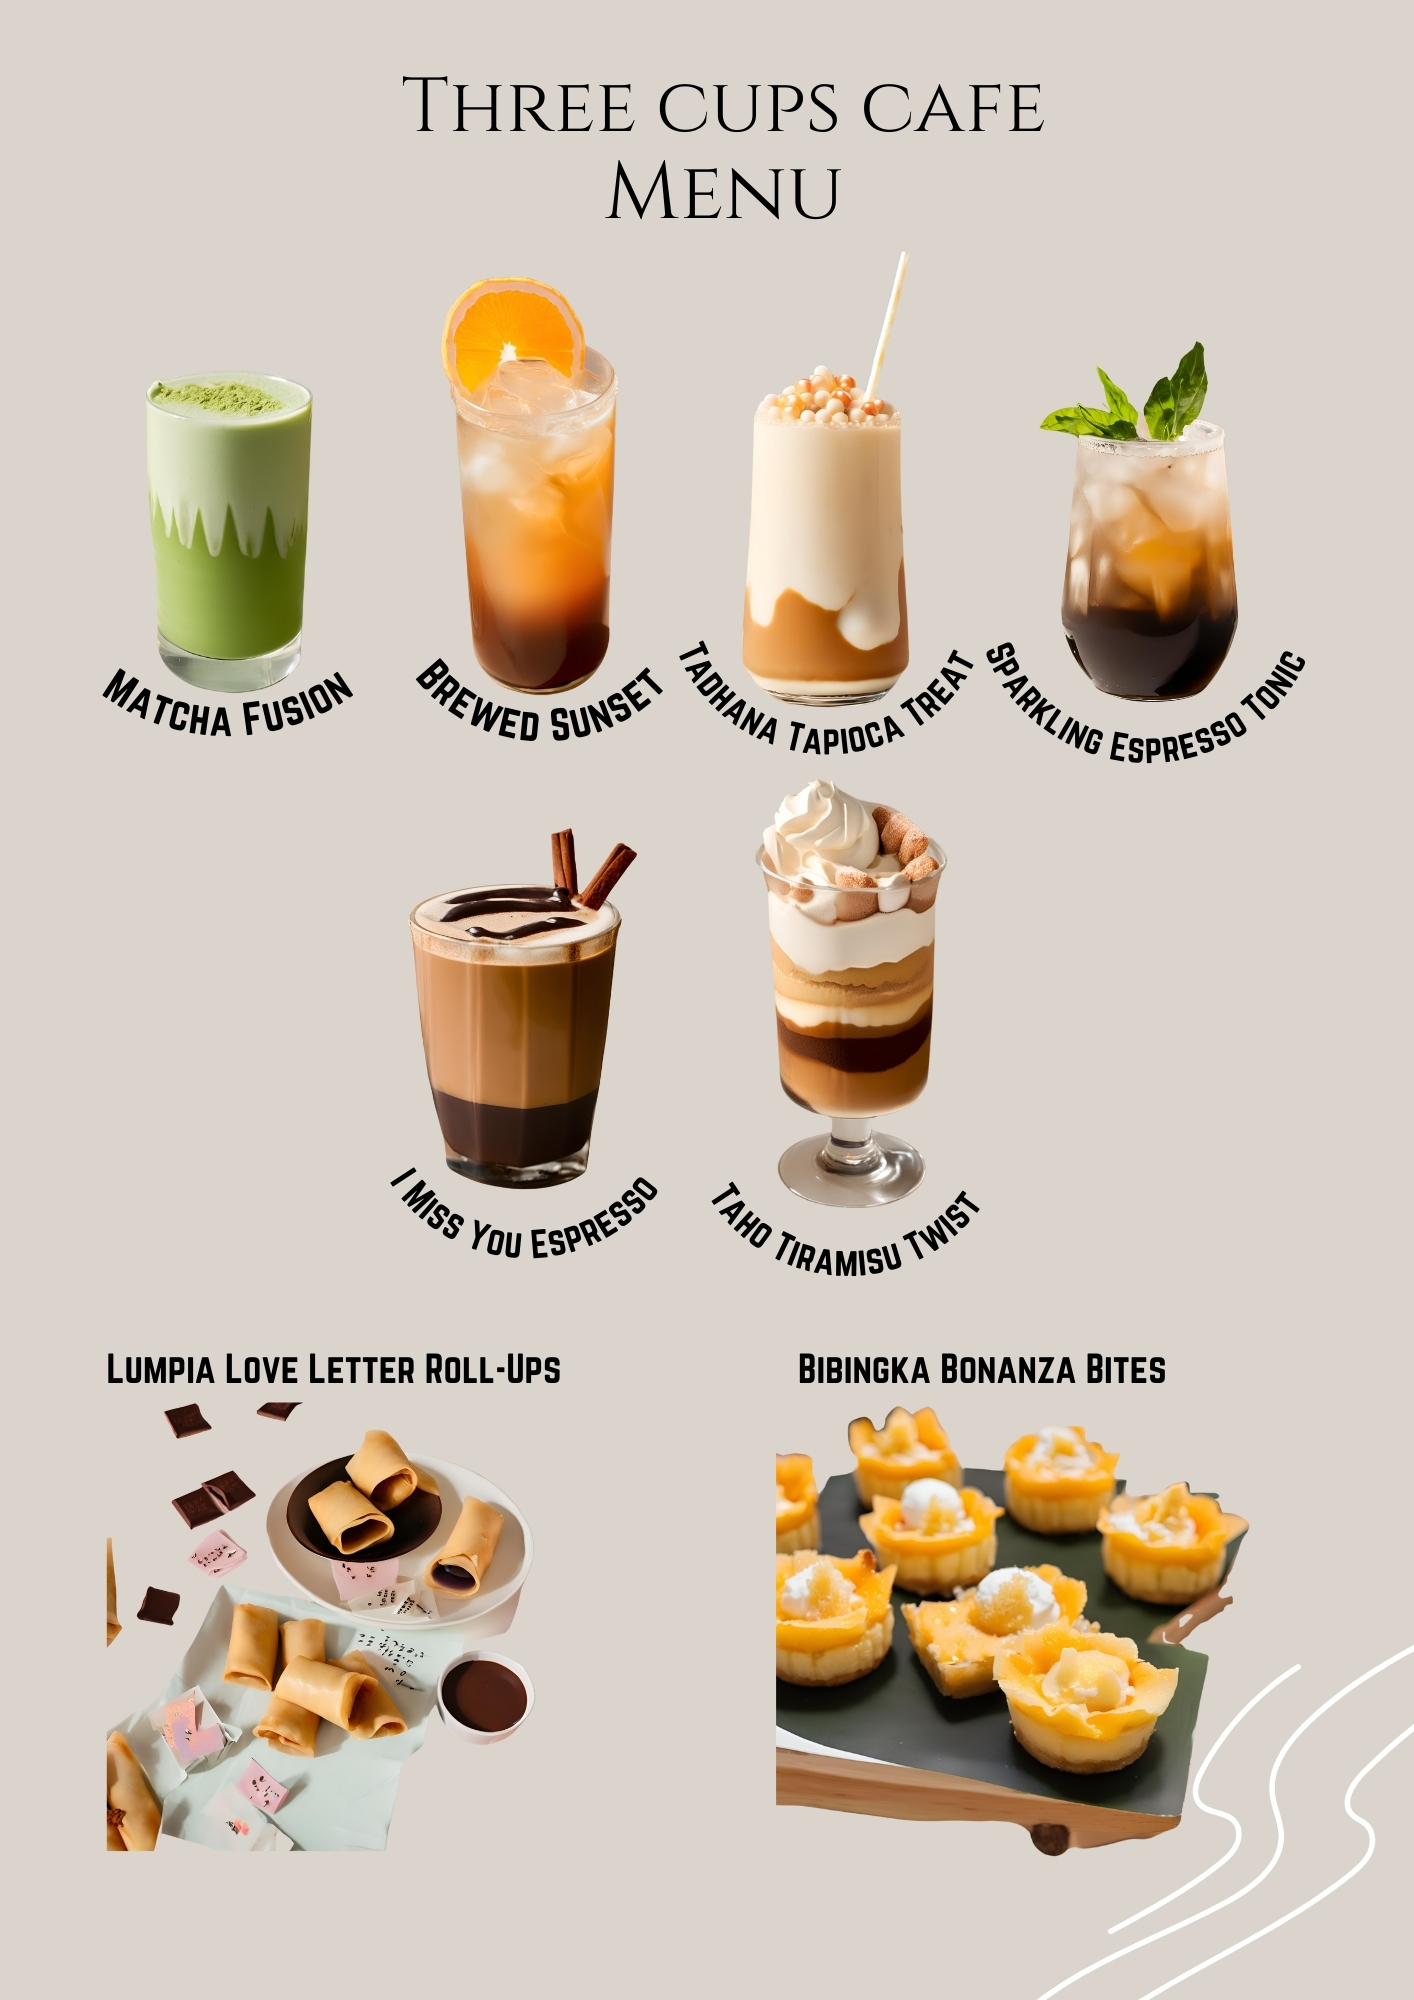 Three cups cafe
Menu
Matcha Fusion
Brewed Sunset
Tadhana Tapioca Treat
Sparkling Espresso Tonic
I Miss You Espresso
Taho Tiramisu Twist
Lumpia Love Letter Roll-Ups
Bibingka Bonanza Bites